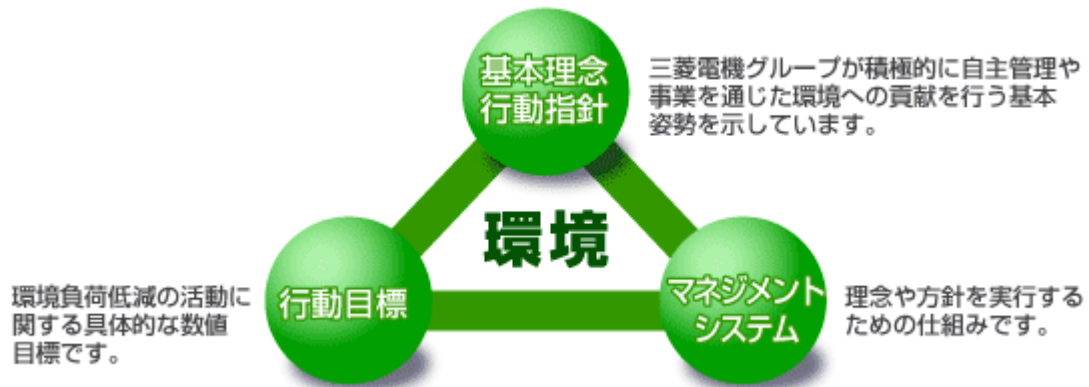 基本理念
行動指針
三菱電機グループが積極的に自主管理や
事業を通じた環境への貢献を行う基本
姿勢を示しています。
環境
環境負荷低減の活動に
関する具体的な数値
目標です。
行動目標
マネジメント
システム
理念や方針を実行する
ための仕組みです。